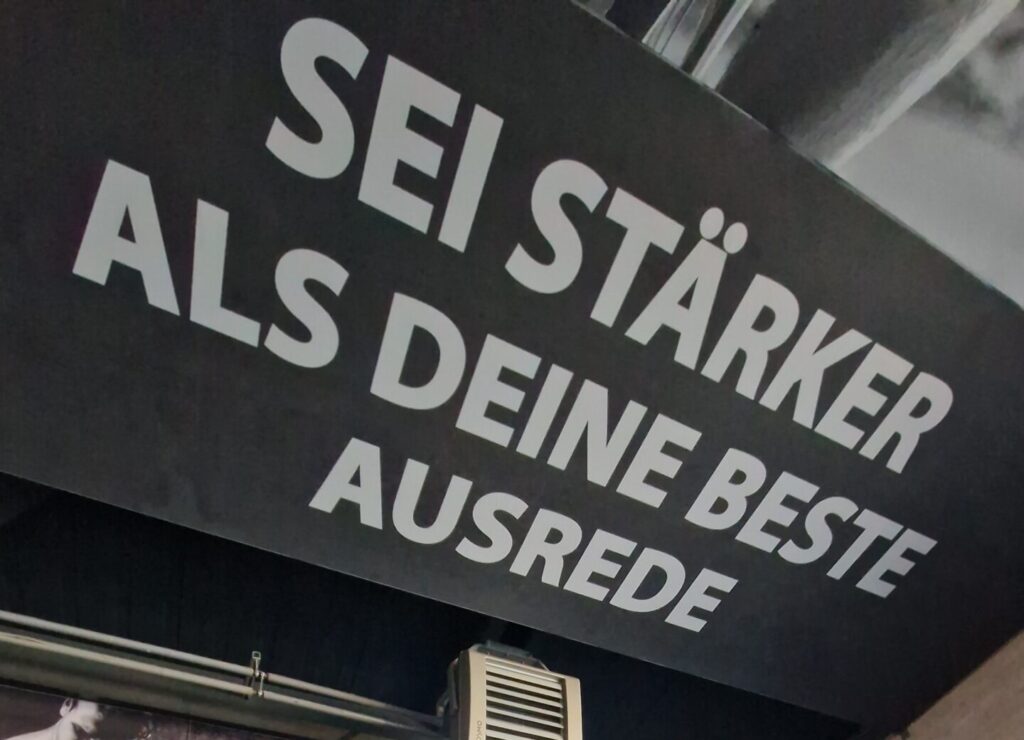 SEI STÄRKER
ALS DEINE BESTE
AUSREDE